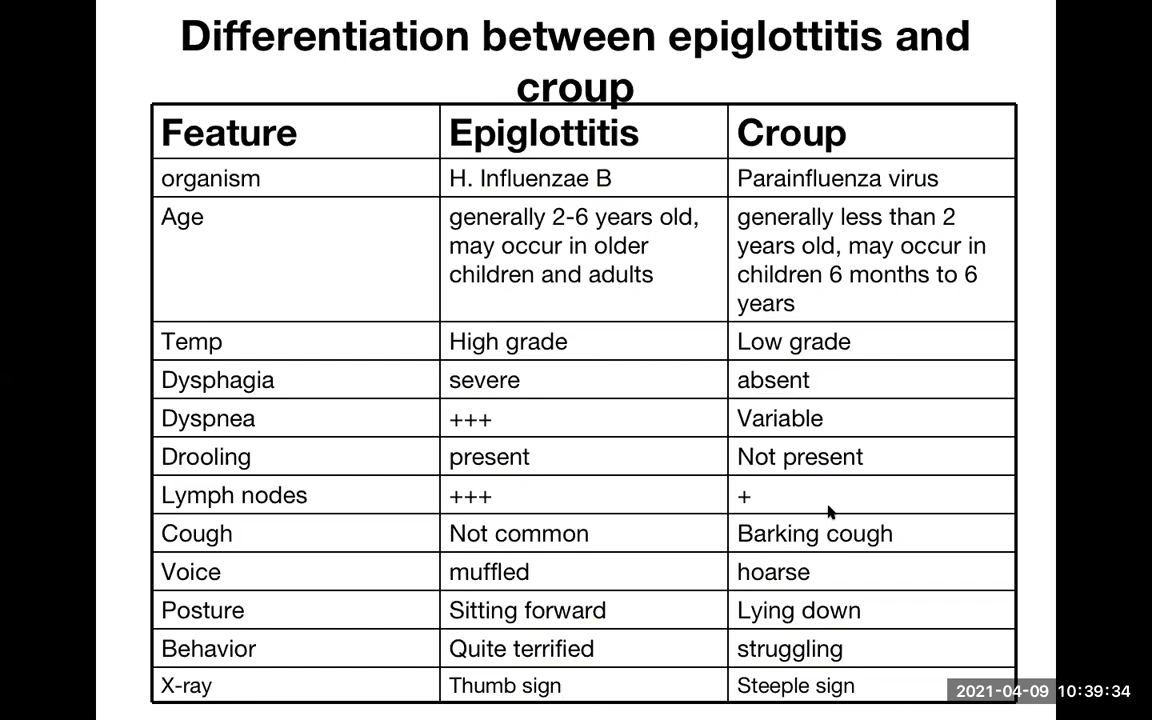 Differentiation between epiglottitis and
croup
Feature Epiglottitis Croup
organism H. Influenzae B Parainfluenza virus
Age generally 2-6 years old, generally less than 2
may occur in older years old, may occur in
children and adults children 6 months to 6
years
Temp High grade Low grade
Dysphagia severe absent
Dyspnea +++ Variable
Drooling present Not present
Lymph nodes +++ +
Cough Not common Barking cough
Voice muffled hoarse
Posture Sitting forward Lying down
Behavior Quite terrified struggling
X-ray Thumb sign Steeple sign
2021-04-09 10:39:34